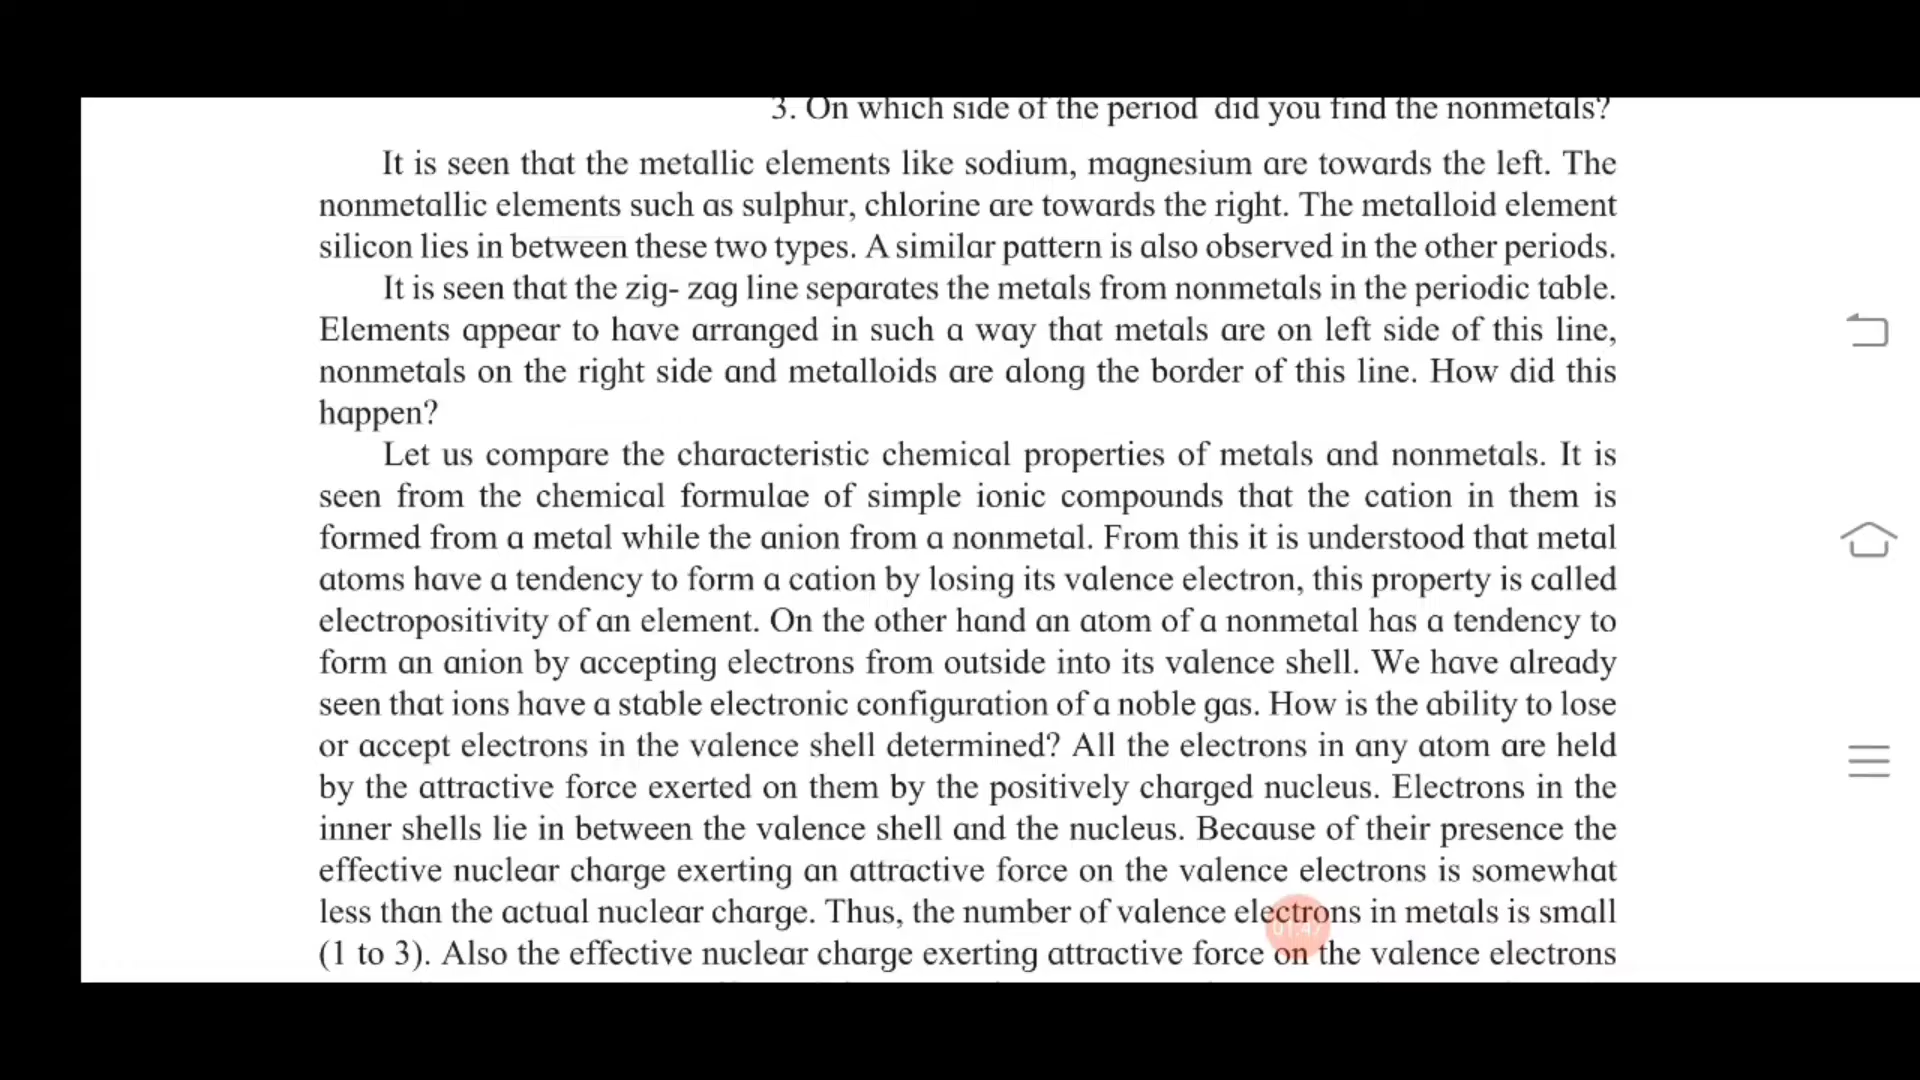 3. On which side of the period did you find the nonmetals?
It is seen that the metallic elements like sodium, magnesium are towards the left. The
nonmetallic elements such as sulphur, chlorine are towards the right. The metalloid element
silicon lies in between these two types. A similar pattern is also observed in the other periods.
It is seen that the zig- zag line separates the metals from nonmetals in the periodic table.
Elements appear to have arranged in such a way that metals are on left side of this line,
nonmetals on the right side and metalloids are along the border of this line. How did this
happen?
Let us compare the characteristic chemical properties of metals and nonmetals. It is
seen from the chemical formulae of simple ionic compounds that the cation in them is
formed from a metal while the anion from a nonmetal. From this it is understood that metal
atoms have a tendency to form a cation by losing its valence electron, this property is called
electropositivity of an element. On the other hand an atom of a nonmetal has a tendency to
form an anion by accepting electrons from outside into its valence shell. We have already
seen that ions have a stable electronic configuration of a noble gas. How is the ability to lose
or accept electrons in the valence shell determined? All the electrons in any atom are held
by the attractive force exerted on them by the positively charged nucleus. Electrons in the
inner shells lie in between the valence shell and the nucleus. Because of their presence the
effective nuclear charge exerting an attractive force on the valence electrons is somewhat
less than the actual nuclear charge. Thus, the number of valence electrons in metals is small
01:47
(1 to 3). Also the effective nuclear charge exerting attractive force on the valence electrons